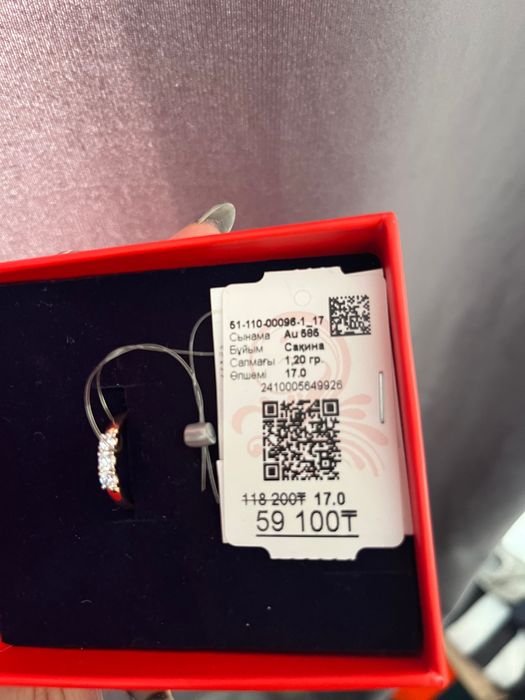 51-110-00096-1_17
Сынама Au 585
Бұйым Сақина
Салмағы 1,20 гр.
Өлшемі 17.0
2410005649926
118 200₸ 17.0
59 100₸